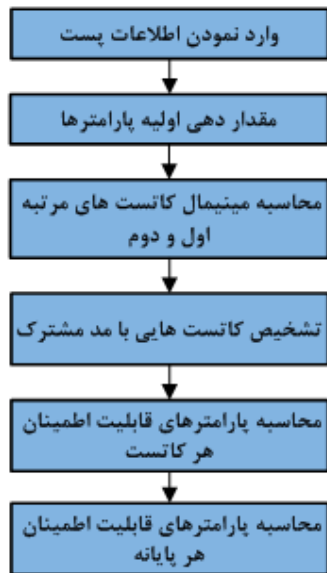 وارد نمودن اطلاعات پست
مقدار دهی اولیه پارامترها
محاسبه مینیمال کاتست های مرتبه
اول و دوم
تشخیص کاتست هایی با مد مشترک
محاسبه پارامترهای قابلیت اطمینان
هر کاتست
محاسبه پارامترهای قابلیت اطمینان
هر پایانه